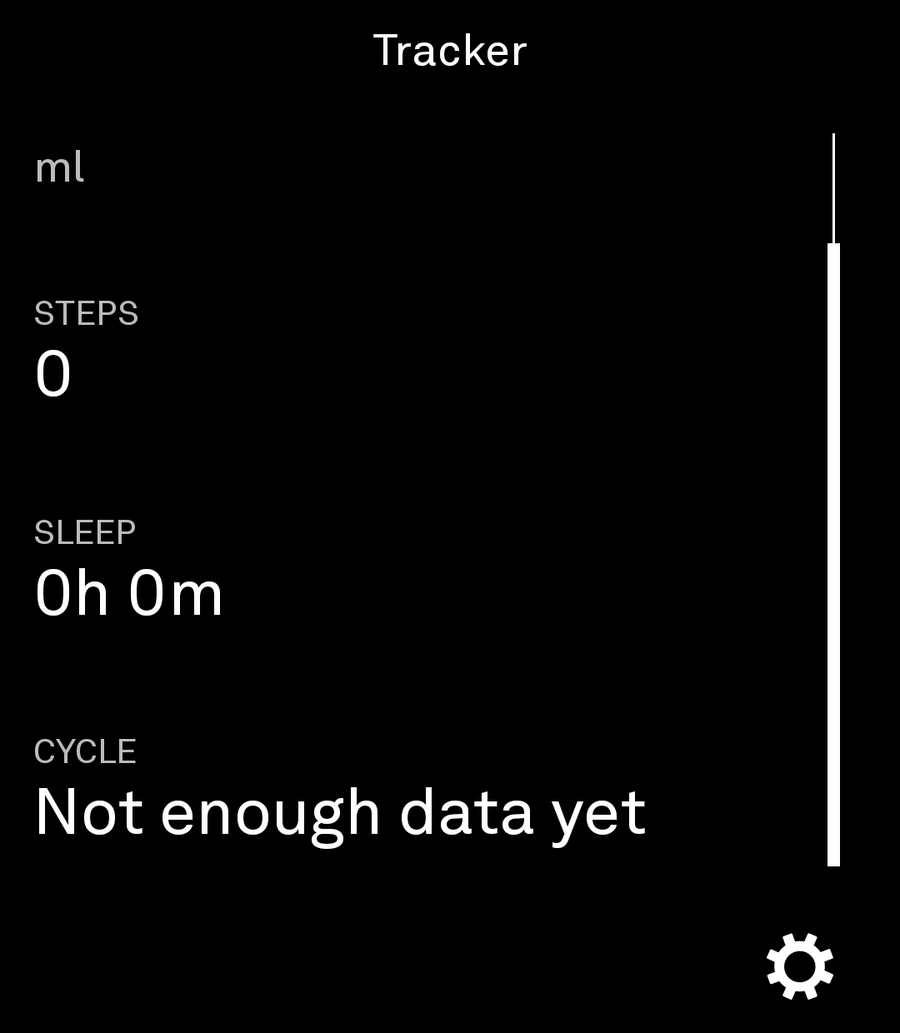 Tracker
ml
STEPS
0
SLEEP
0h 0m
CYCLE
Not enough data yet